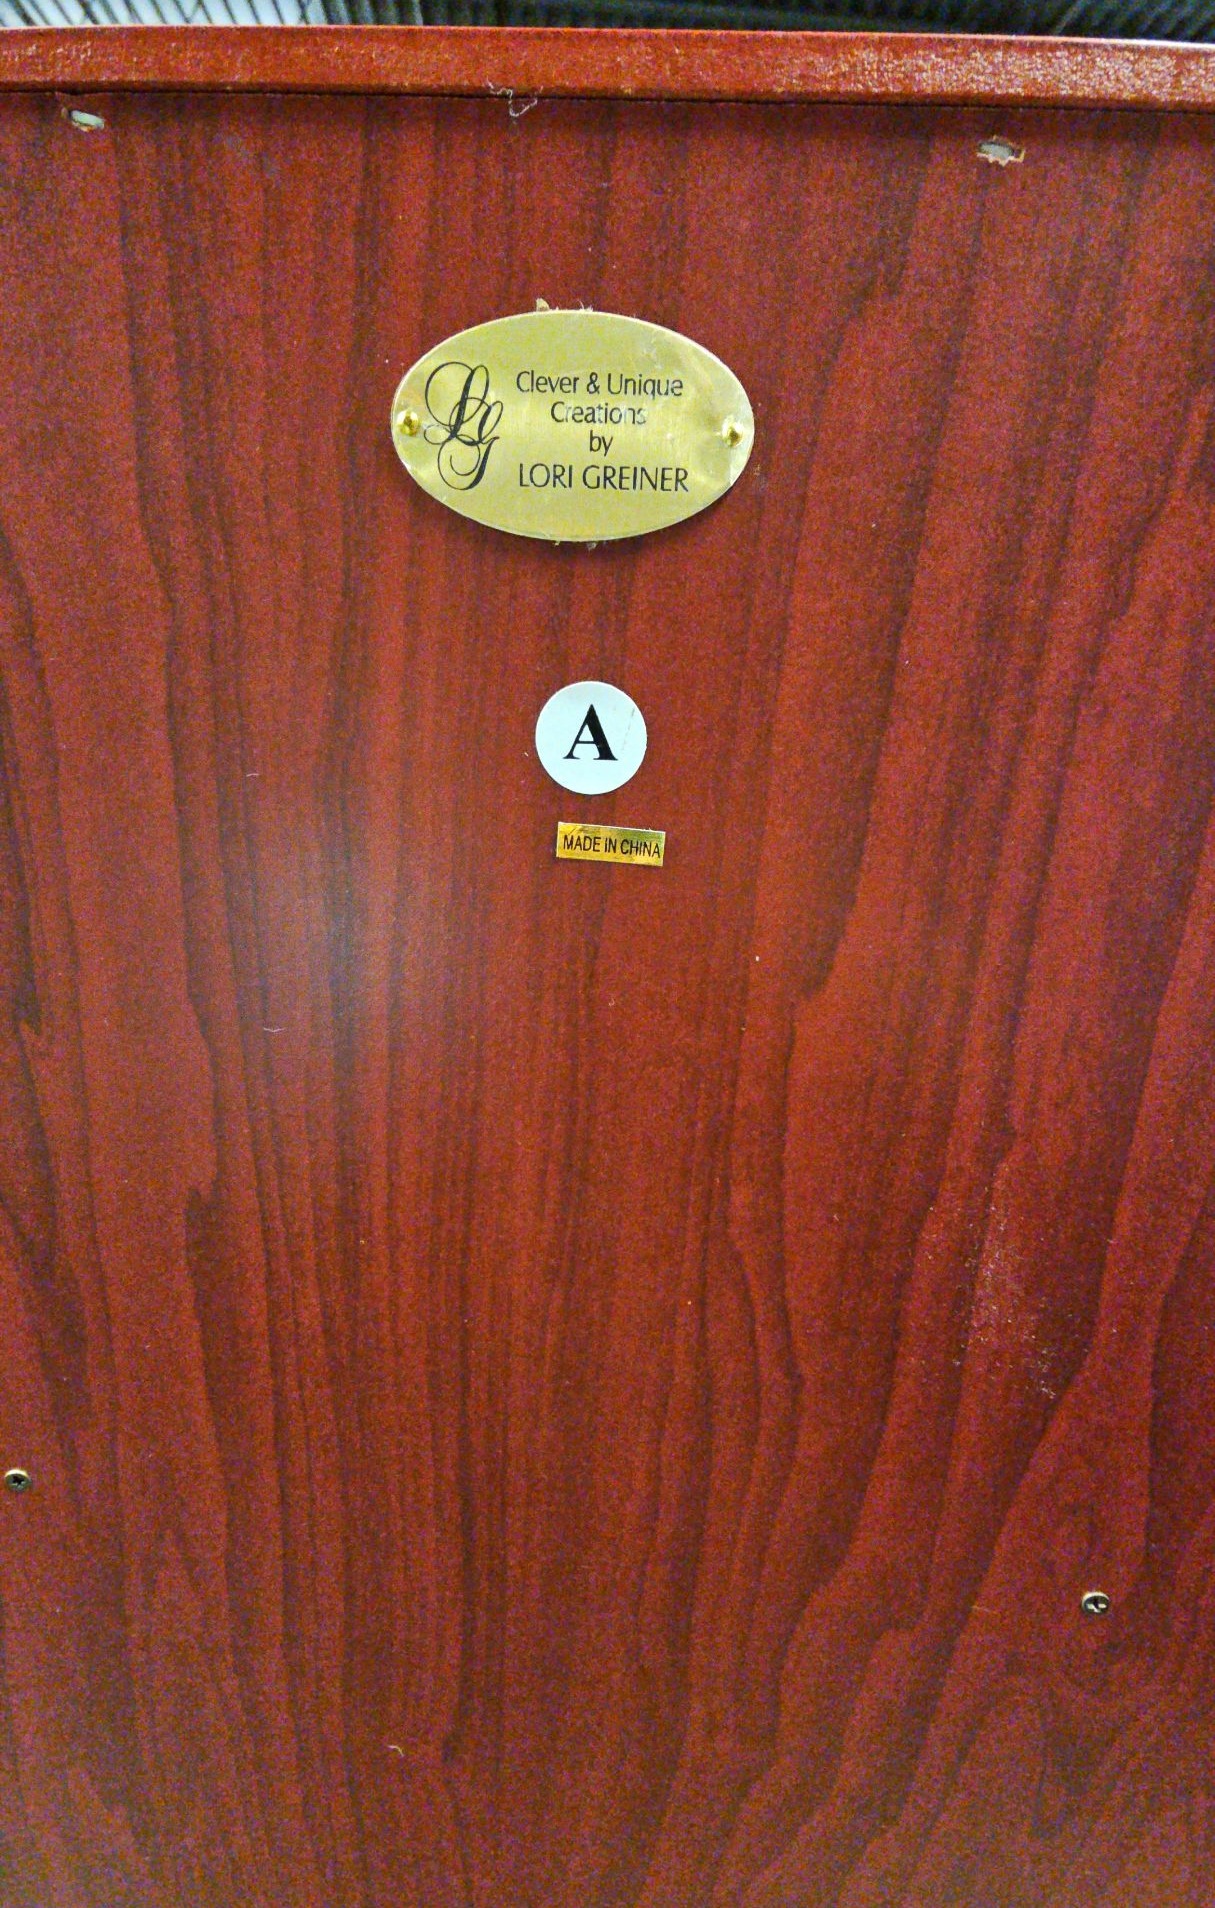 LG
Clever & Unique
Creations
by
LORI GREINER
A
MADE IN CHINA